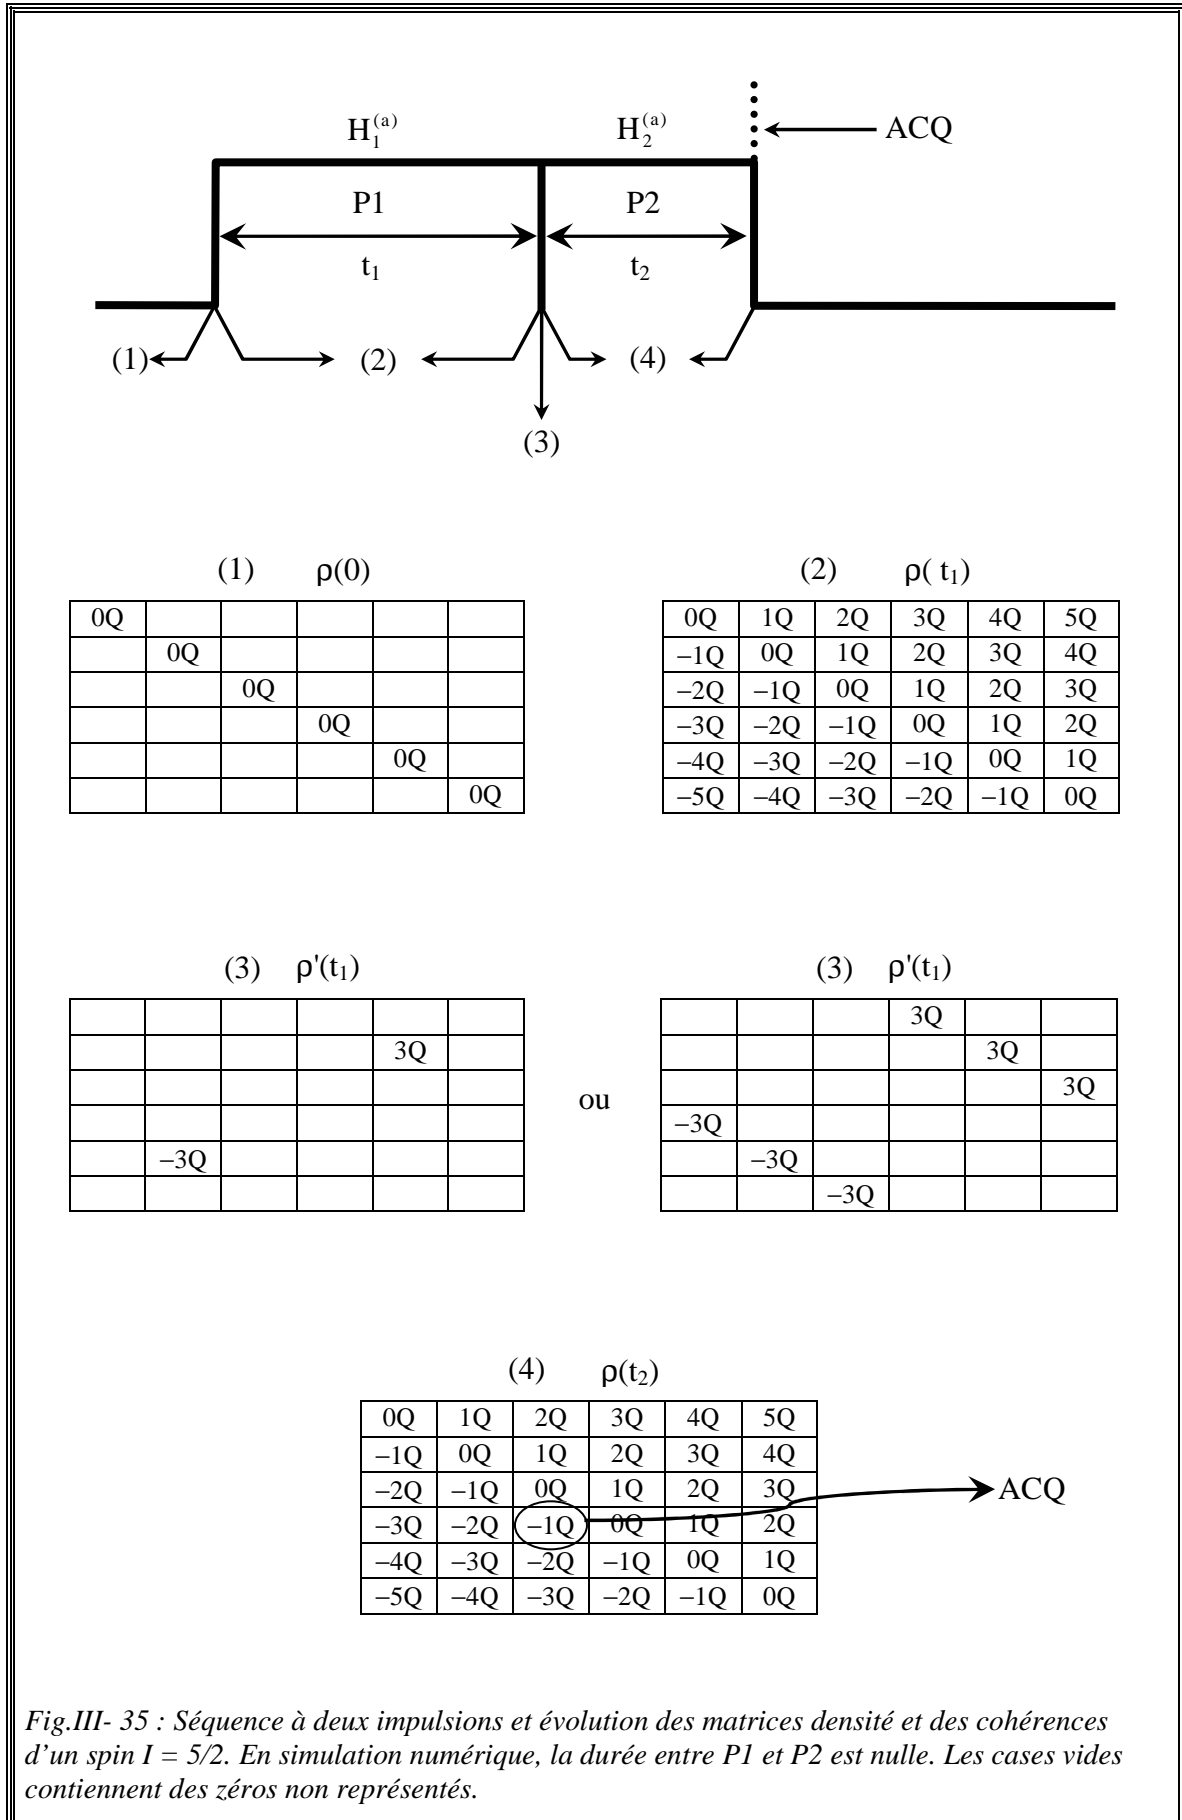 H₁⁽ᵃ⁾ H₂⁽ᵃ⁾ ACQ
P1 P2
t₁ t₂
(1) (2) (4)
(3)
(1) ρ(0)
0Q
0Q
0Q
0Q
0Q
0Q
(2) ρ( t₁)
0Q 1Q 2Q 3Q 4Q 5Q
−1Q 0Q 1Q 2Q 3Q 4Q
−2Q −1Q 0Q 1Q 2Q 3Q
−3Q −2Q −1Q 0Q 1Q 2Q
−4Q −3Q −2Q −1Q 0Q 1Q
−5Q −4Q −3Q −2Q −1Q 0Q
(3) ρ'(t₁)
3Q
−3Q
ou
(3) ρ'(t₁)
3Q
3Q
3Q
−3Q
−3Q
−3Q
(4) ρ(t₂)
0Q 1Q 2Q 3Q 4Q 5Q
−1Q 0Q 1Q 2Q 3Q 4Q
−2Q −1Q 0Q 1Q 2Q 3Q
−3Q −2Q −1Q 0Q 1Q 2Q
−4Q −3Q −2Q −1Q 0Q 1Q
−5Q −4Q −3Q −2Q −1Q 0Q
ACQ
Fig.III- 35 : Séquence à deux impulsions et évolution des matrices densité et des cohérences
d'un spin I = 5/2. En simulation numérique, la durée entre P1 et P2 est nulle. Les cases vides
contiennent des zéros non représentés.